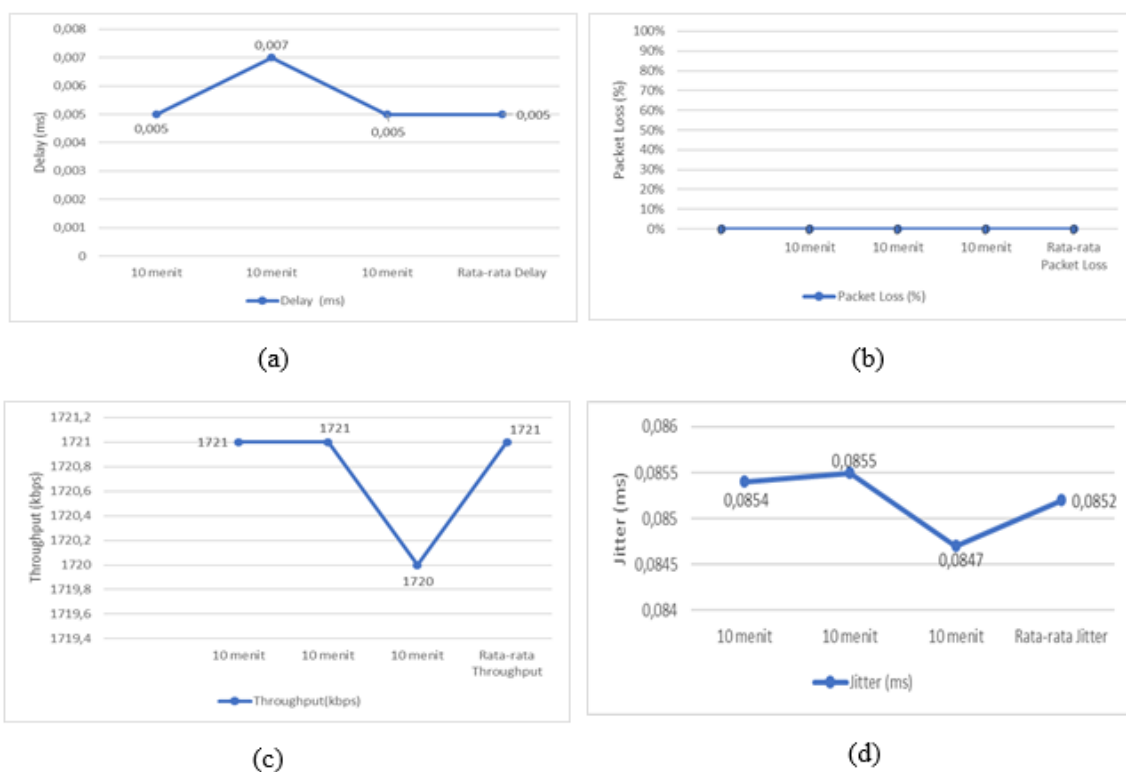 0,008
0,007
0,006
0,005
0,004
0,003
0,002
0,001
0
Delay (ms)
0,005
0,007
0,005
0,005
10 menit
10 menit
10 menit
Rata-rata Delay
Delay (ms)
(a)
100%
90%
80%
70%
60%
50%
40%
30%
20%
10%
0%
Packet Loss (%)
10 menit
10 menit
10 menit
Rata-rata
Packet Loss
Packet Loss (%)
(b)
1721,2
1721
1720,8
1720,6
1720,4
1720,2
1720
1719,8
1719,6
1719,4
Throughput (kbps)
1721
1721
1720
1721
10 menit
10 menit
10 menit
Rata-rata
Throughput
Throughput(kbps)
(c)
0,086
0,0855
0,085
0,0845
0,084
Jitter (ms)
0,0854
0,0855
0,0847
0,0852
10 menit
10 menit
10 menit
Rata-rata Jitter
Jitter (ms)
(d)